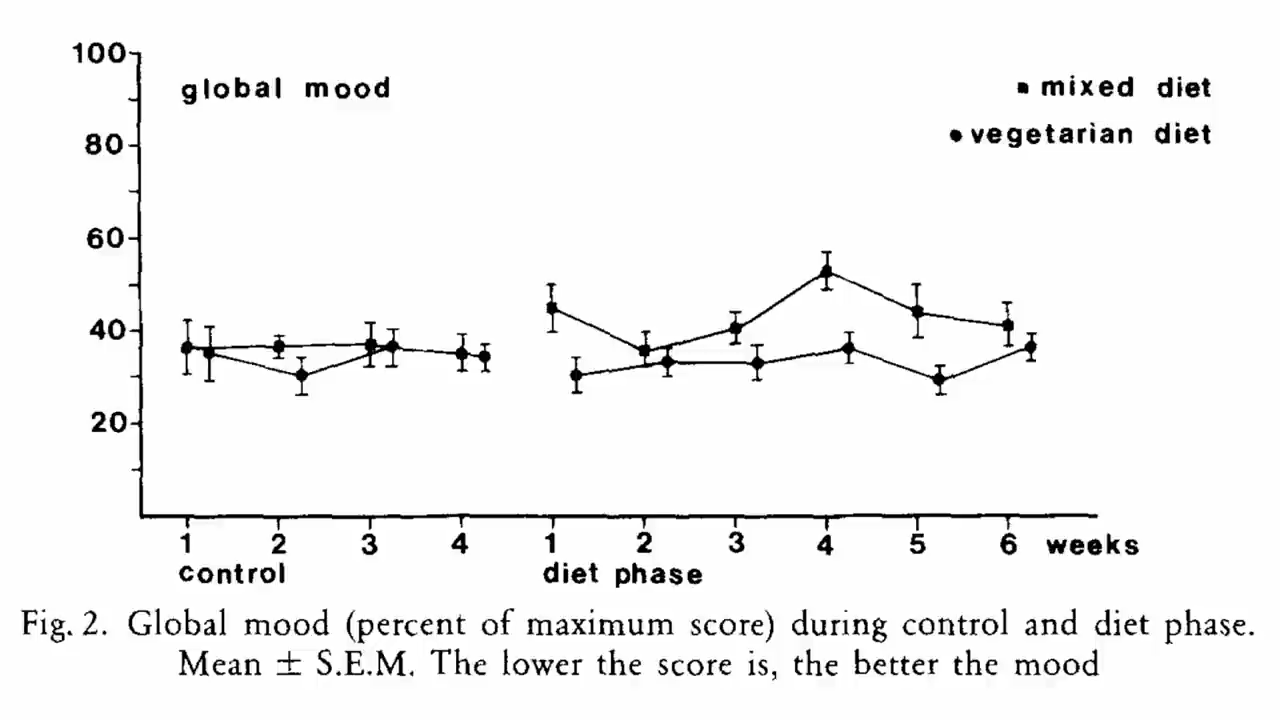 100
global mood
▪ mixed diet
80
• vegetarian diet
60
40
20
1 2 3 4 1 2 3 4 5 6 weeks
control diet phase
Fig. 2. Global mood (percent of maximum score) during control and diet phase.
Mean ± S.E.M. The lower the score is, the better the mood